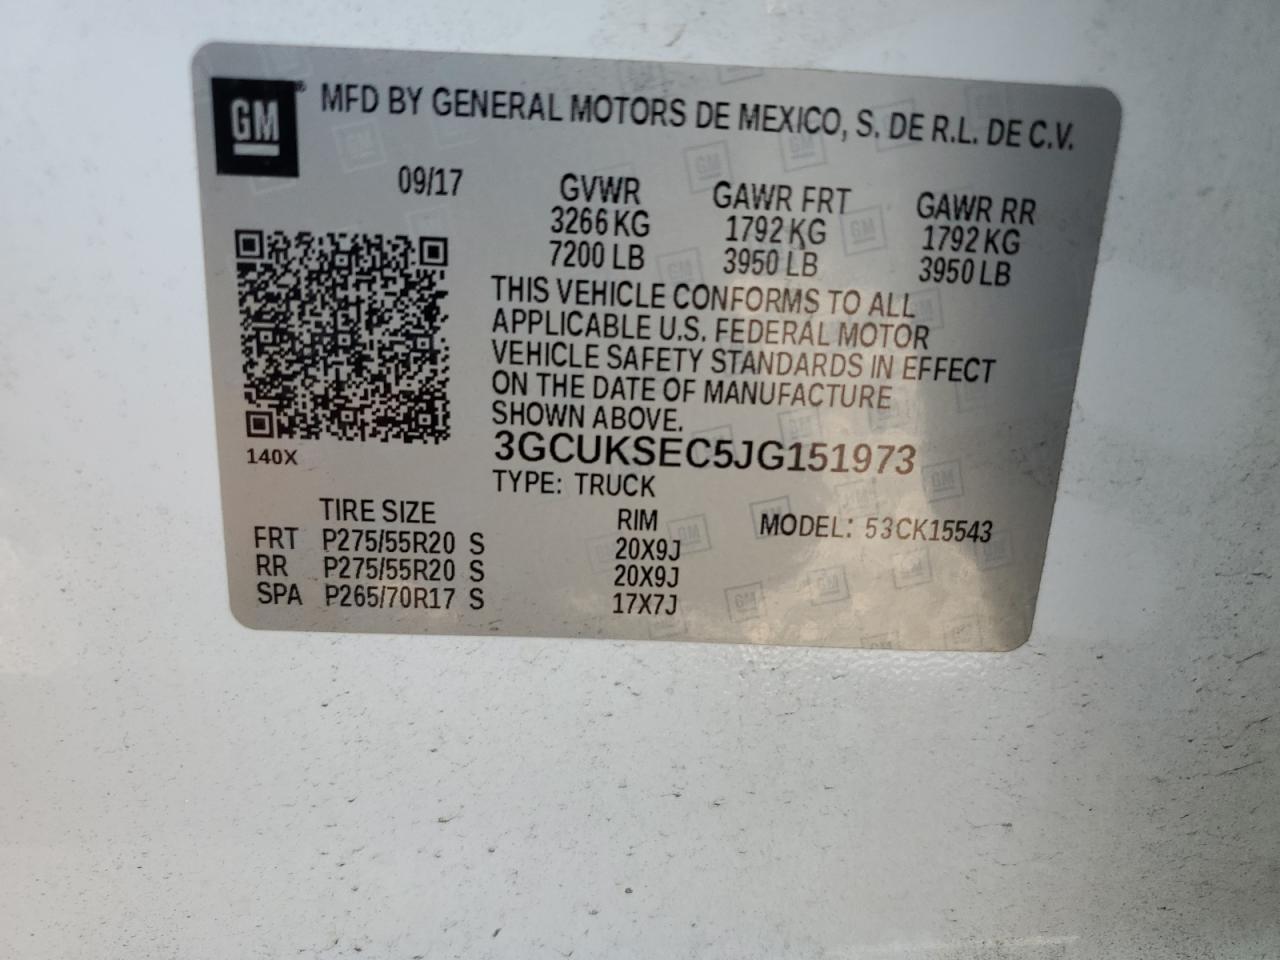 GM MFD BY GENERAL MOTORS DE MEXICO, S. DE R.L. DE C.V.
09/17 GVWR GAWR FRT GAWR RR
3266 KG 1792 KG 1792 KG
7200 LB 3950 LB 3950 LB
THIS VEHICLE CONFORMS TO ALL
APPLICABLE U.S. FEDERAL MOTOR
VEHICLE SAFETY STANDARDS IN EFFECT
ON THE DATE OF MANUFACTURE
SHOWN ABOVE.
3GCUKSEC5JG151973
140X
TYPE: TRUCK
TIRE SIZE RIM MODEL: 53CK15543
FRT P275/55R20 S 20X9J
RR P275/55R20 S 20X9J
SPA P265/70R17 S 17X7J